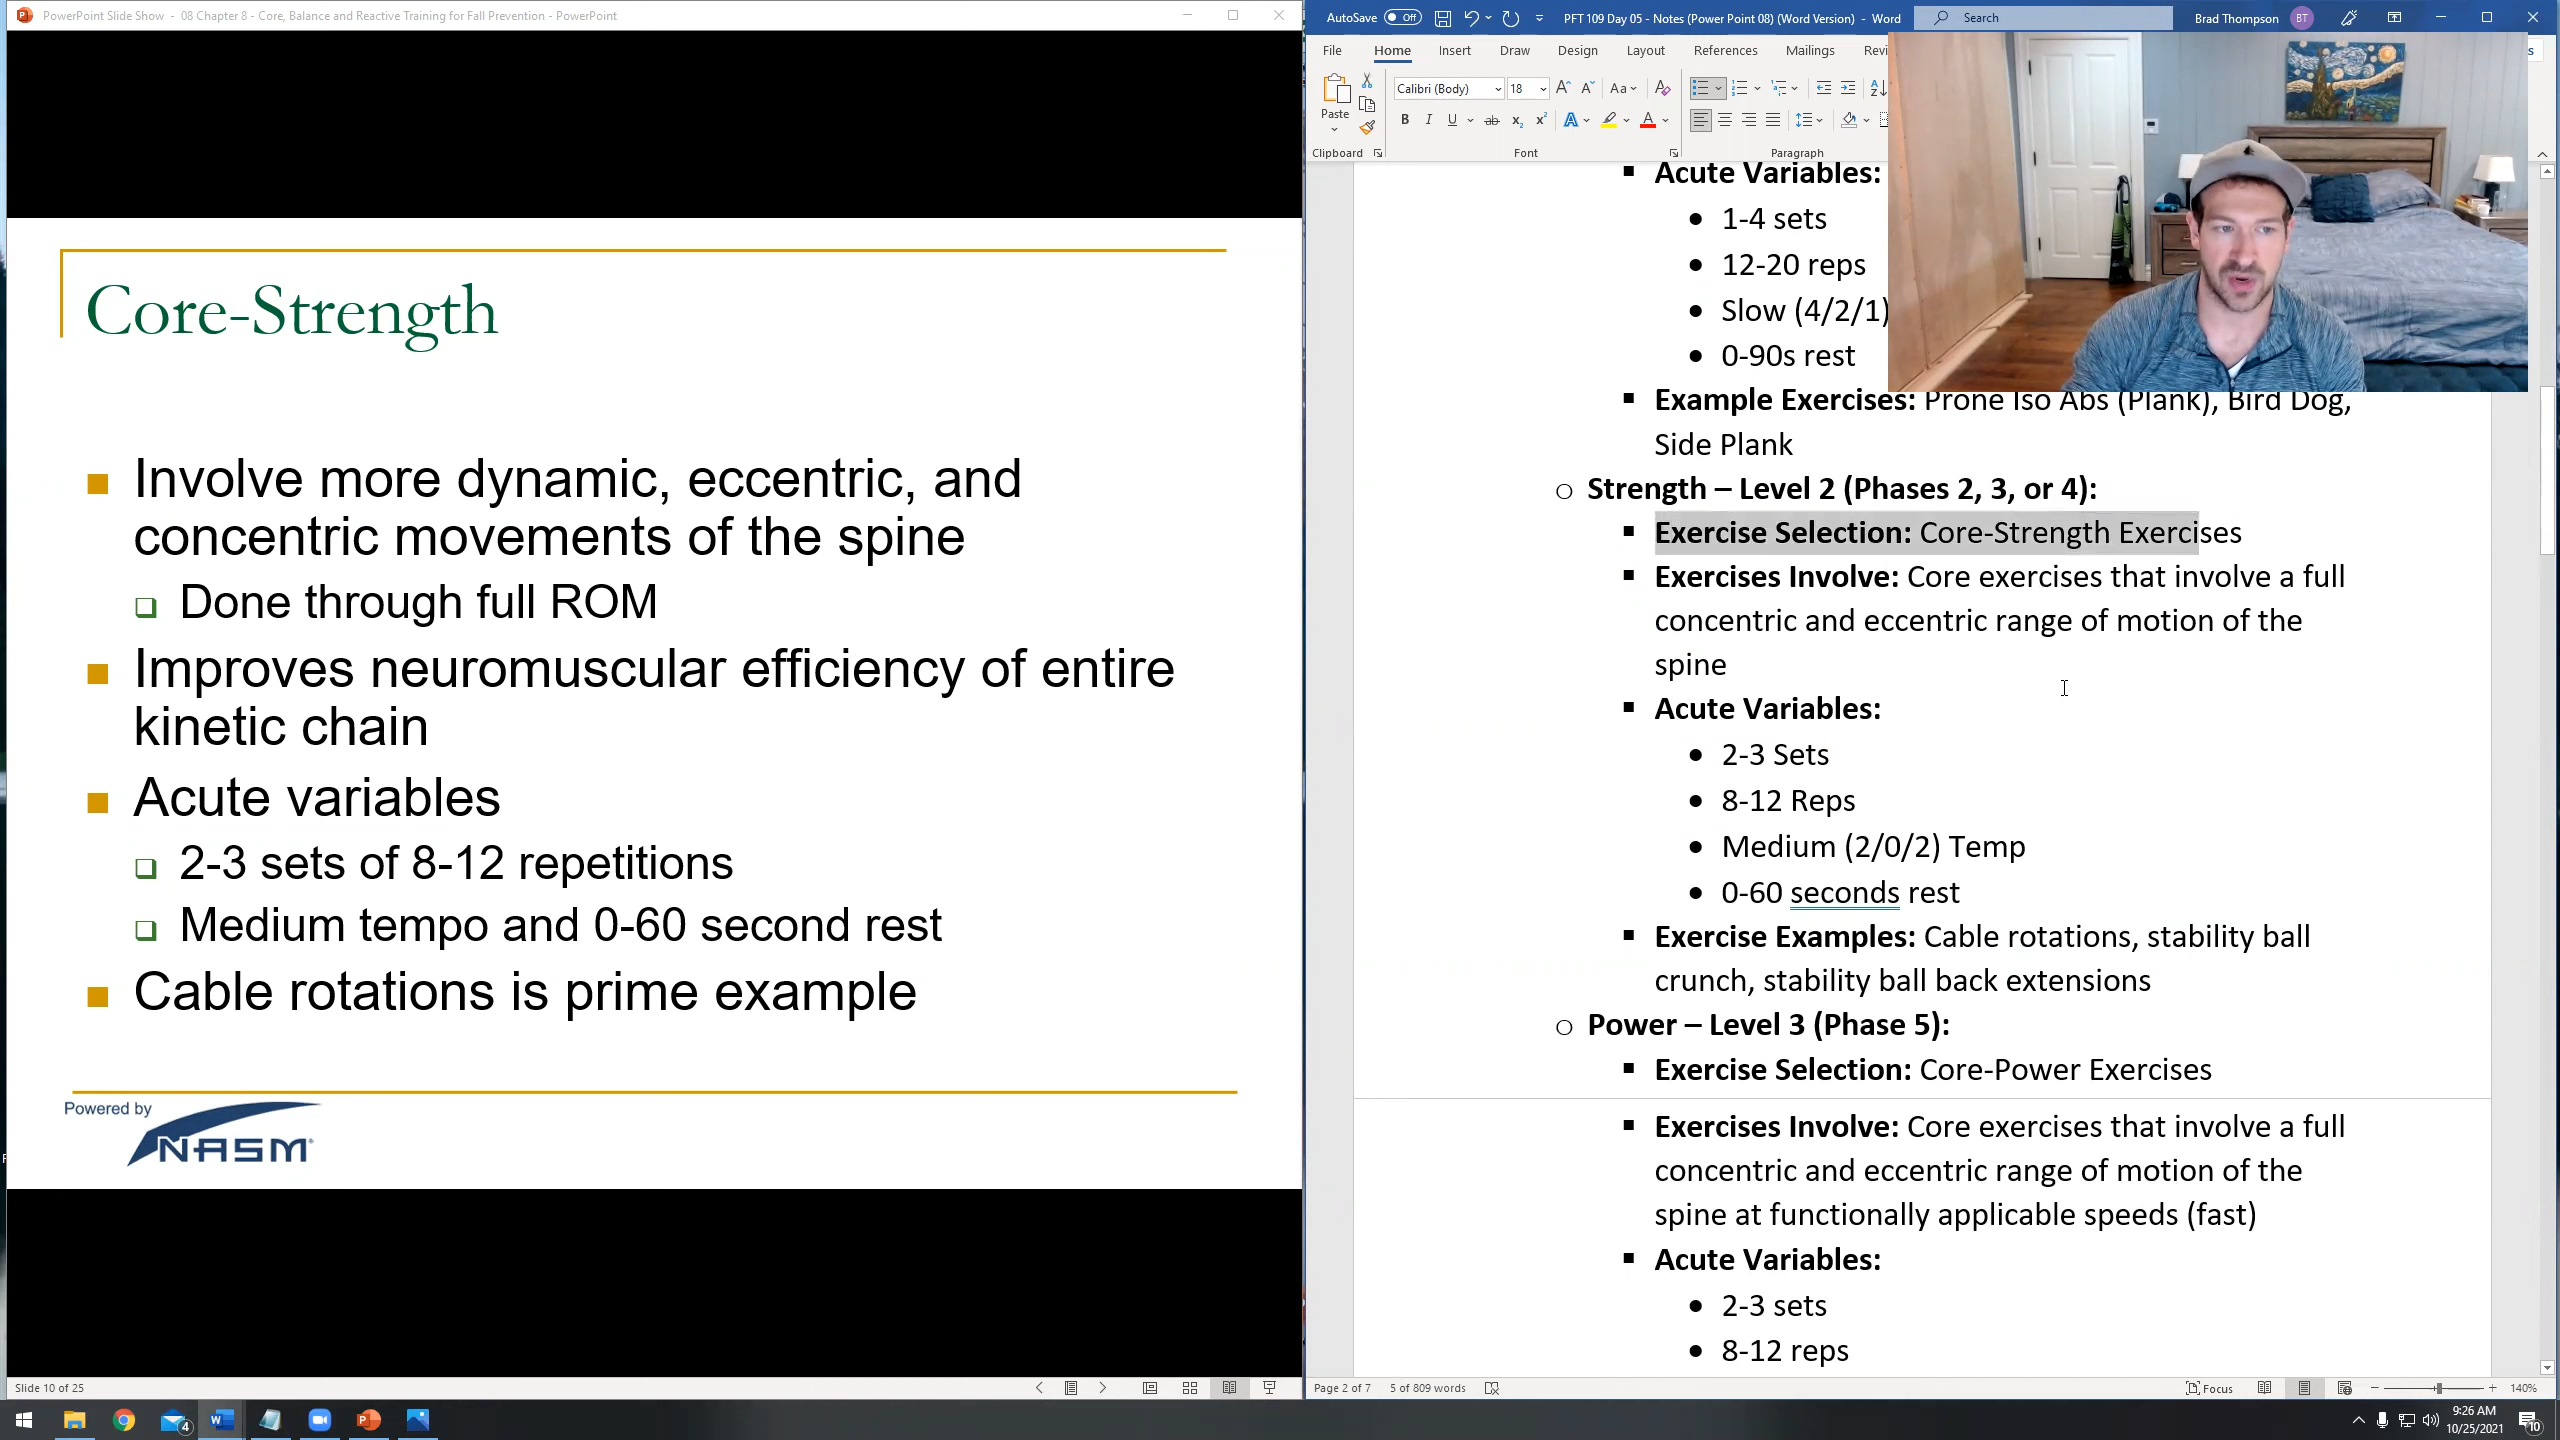 PowerPoint Slide Show - 08 Chapter 8 - Core, Balance and Reactive Training for Fall Prevention - PowerPoint
Core-Strength
Involve more dynamic, eccentric, and
concentric movements of the spine
Done through full ROM
Improves neuromuscular efficiency of entire
kinetic chain
Acute variables
2-3 sets of 8-12 repetitions
Medium tempo and 0-60 second rest
Cable rotations is prime example
Powered by
NASM
Slide 10 of 25
AutoSave Off
PFT 109 Day 05 - Notes (Power Point 08) (Word Version) - Word
Search
Brad Thompson BT
File Home Insert Draw Design Layout References Mailings Revi
Paste
Calibri (Body) 18
Clipboard Font Paragraph
Acute Variables:
1-4 sets
12-20 reps
Slow (4/2/1)
0-90s rest
Example Exercises: Prone Iso Abs (Plank), Bird Dog,
Side Plank
o Strength – Level 2 (Phases 2, 3, or 4):
Exercise Selection: Core-Strength Exercises
Exercises Involve: Core exercises that involve a full
concentric and eccentric range of motion of the
spine
Acute Variables:
2-3 Sets
8-12 Reps
Medium (2/0/2) Temp
0-60 seconds rest
Exercise Examples: Cable rotations, stability ball
crunch, stability ball back extensions
o Power – Level 3 (Phase 5):
Exercise Selection: Core-Power Exercises
Exercises Involve: Core exercises that involve a full
concentric and eccentric range of motion of the
spine at functionally applicable speeds (fast)
Acute Variables:
2-3 sets
8-12 reps
Page 2 of 7 5 of 809 words
Focus
140%
4
9:26 AM
10/25/2021
10